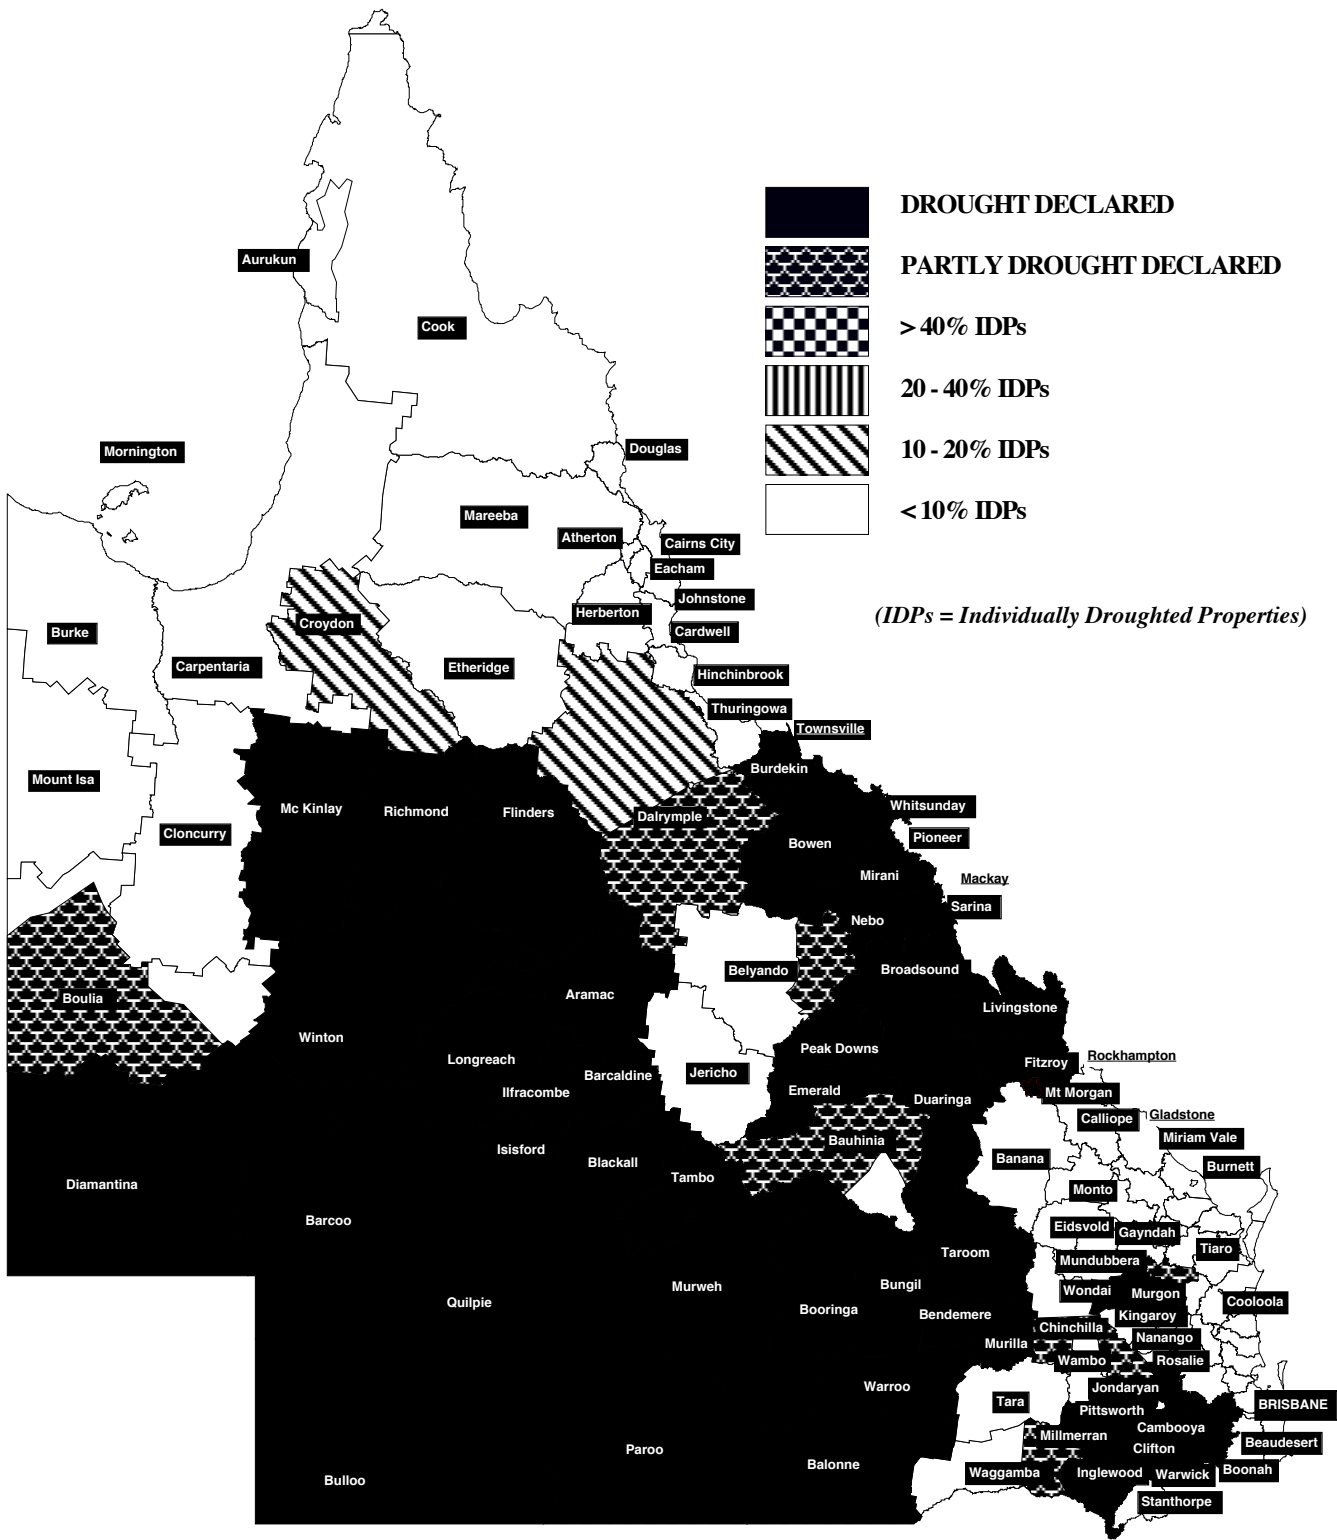 DROUGHT DECLARED
PARTLY DROUGHT DECLARED
> 40% IDPs
20 - 40% IDPs
10 - 20% IDPs
< 10% IDPs
(IDPs = Individually Droughted Properties)
Aurukun
Cook
Mornington
Douglas
Mareeba
Atherton
Cairns City
Eacham
Johnstone
Herberton
Croydon
Burke
Cardwell
Carpentaria
Etheridge
Hinchinbrook
Thuringowa
Townsville
Burdekin
Mount Isa
Whitsunday
Mc Kinlay
Richmond
Flinders
Dalrymple
Cloncurry
Pioneer
Bowen
Mirani
Mackay
Sarina
Nebo
Belyando
Broadsound
Aramac
Boulia
Livingstone
Winton
Peak Downs
Longreach
Rockhampton
Fitzroy
Jericho
Barcaldine
Ilfracombe
Emerald
Duaringa
Mt Morgan
Gladstone
Calliope
Miriam Vale
Bauhinia
Isisford
Blackall
Banana
Burnett
Tambo
Diamantina
Monto
Barcoo
Eidsvold
Gayndah
Tiaro
Taroom
Mundubbera
Murweh
Bungil
Wondai
Murgon
Quilpie
Cooloola
Booringa
Bendemere
Kingaroy
Chinchilla
Nanango
Murilla
Wambo
Rosalie
Warroo
Jondaryan
Tara
BRISBANE
Pittsworth
Cambooya
Millmerran
Beaudesert
Paroo
Clifton
Balonne
Waggamba
Inglewood
Warwick
Boonah
Bulloo
Stanthorpe